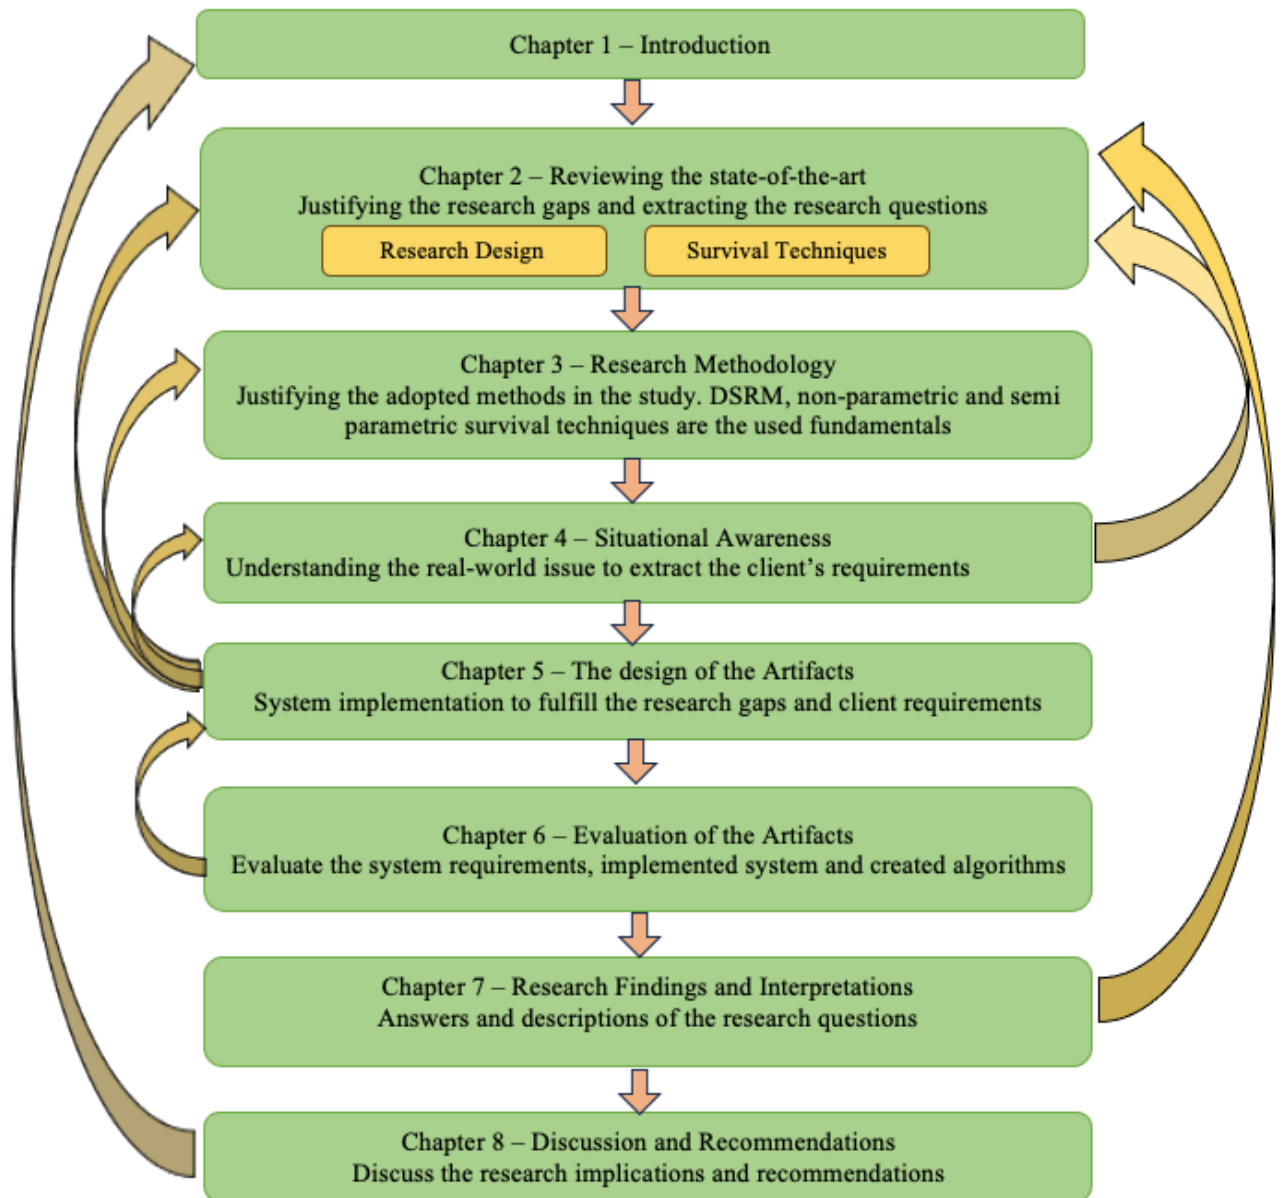 Chapter 1 – Introduction
Chapter 2 – Reviewing the state-of-the-art
Justifying the research gaps and extracting the research questions
Research Design
Survival Techniques
Chapter 3 – Research Methodology
Justifying the adopted methods in the study. DSRM, non-parametric and semi
parametric survival techniques are the used fundamentals
Chapter 4 – Situational Awareness
Understanding the real-world issue to extract the client’s requirements
Chapter 5 – The design of the Artifacts
System implementation to fulfill the research gaps and client requirements
Chapter 6 – Evaluation of the Artifacts
Evaluate the system requirements, implemented system and created algorithms
Chapter 7 – Research Findings and Interpretations
Answers and descriptions of the research questions
Chapter 8 – Discussion and Recommendations
Discuss the research implications and recommendations